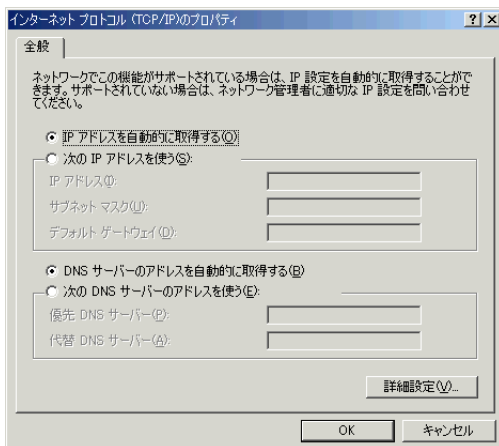 インターネット プロトコル (TCP/IP)のプロパティ
? ×
全般
ネットワークでこの機能がサポートされている場合は、IP 設定を自動的に取得することがで
きます。サポートされていない場合は、ネットワーク管理者に適切な IP 設定を問い合わせ
てください。
IP アドレスを自動的に取得する(O)
次の IP アドレスを使う(S):
IP アドレス(I):
サブネット マスク(U):
デフォルト ゲートウェイ(D):
DNS サーバーのアドレスを自動的に取得する(B)
次の DNS サーバーのアドレスを使う(E):
優先 DNS サーバー(P):
代替 DNS サーバー(A):
詳細設定(V)...
OK キャンセル